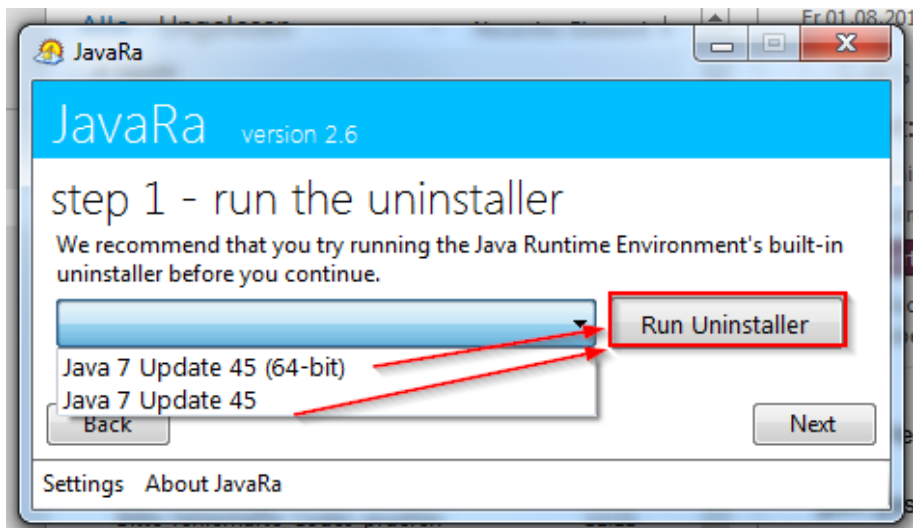 Fr 01.08.201
JavaRa
JavaRa version 2.6
step 1 - run the uninstaller
We recommend that you try running the Java Runtime Environment's built-in
uninstaller before you continue.
Run Uninstaller
Java 7 Update 45 (64-bit)
Java 7 Update 45
Back
Next
Settings About JavaRa